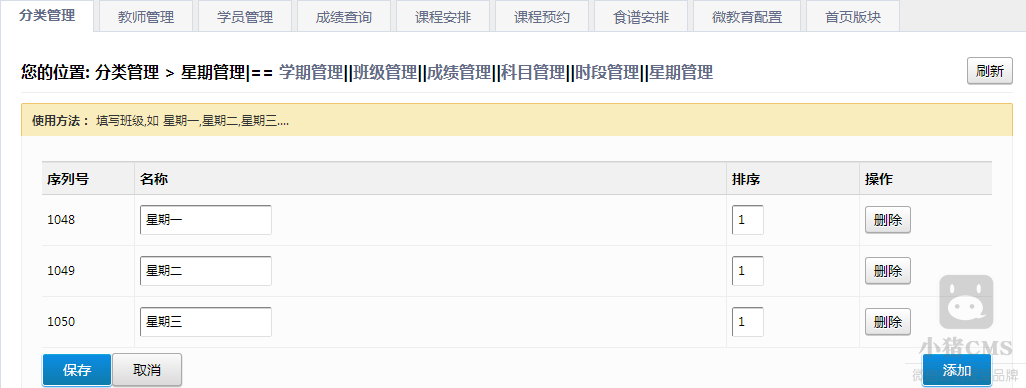 分类管理 教师管理 学员管理 成绩查询 课程安排 课程预约 食谱安排 微教育配置 首页版块
您的位置: 分类管理 > 星期管理|== 学期管理||班级管理||成绩管理||科目管理||时段管理||星期管理 刷新
使用方法： 填写班级,如 星期一,星期二,星期三....
序列号 名称 排序 操作
1048 星期一 1 删除
1049 星期二 1 删除
1050 星期三 1 删除
小猪CMS
保存 取消 添加
微 品牌